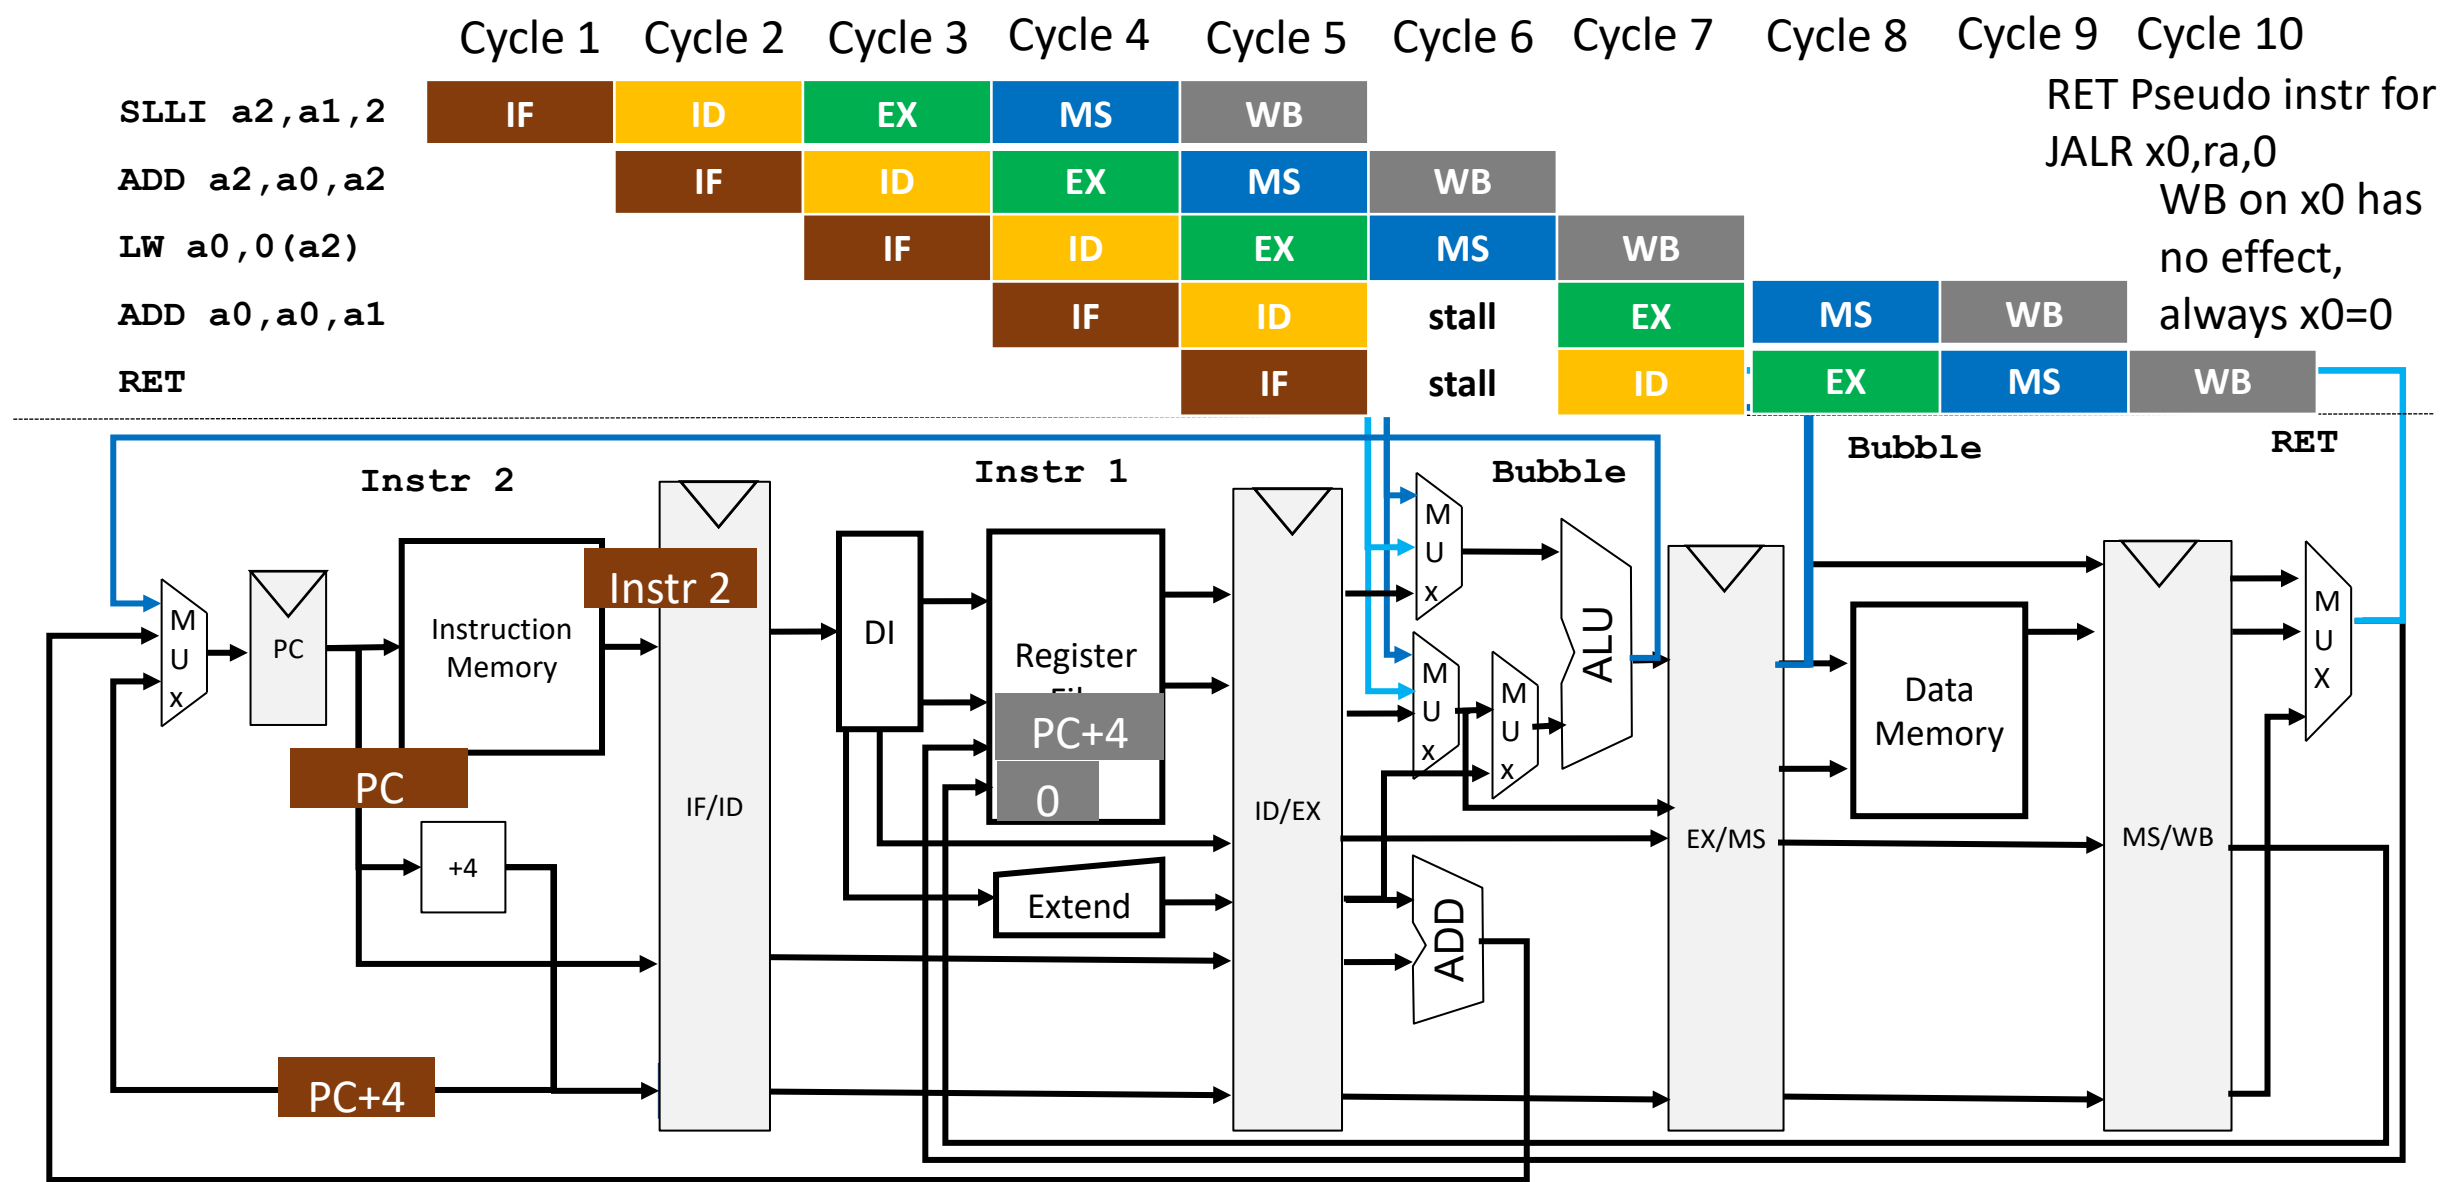 Cycle 1 Cycle 2 Cycle 3 Cycle 4 Cycle 5 Cycle 6 Cycle 7 Cycle 8 Cycle 9 Cycle 10
SLLI a2,a1,2 IF ID EX MS WB
ADD a2,a0,a2 IF ID EX MS WB
LW a0,0(a2) IF ID EX MS WB
ADD a0,a0,a1 IF ID stall EX MS WB
RET IF stall ID EX MS WB
RET Pseudo instr for
JALR x0,ra,0
WB on x0 has
no effect,
always x0=0
Instr 2 Instr 1 Bubble Bubble RET
MUx
PC
Instruction
Memory
Instr 2
PC
+4
PC+4
IF/ID
DI
Register
PC+4
0
Extend
ID/EX
MUx
MUx
MUx
ALU
ADD
EX/MS
Data
Memory
MS/WB
MUX